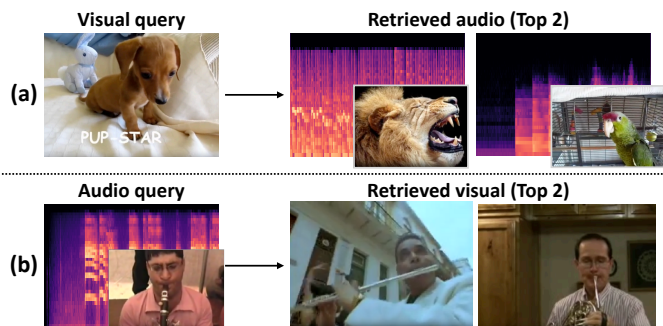 Visual query
Retrieved audio (Top 2)
(a)
PUP-STAR
Audio query
Retrieved visual (Top 2)
(b)